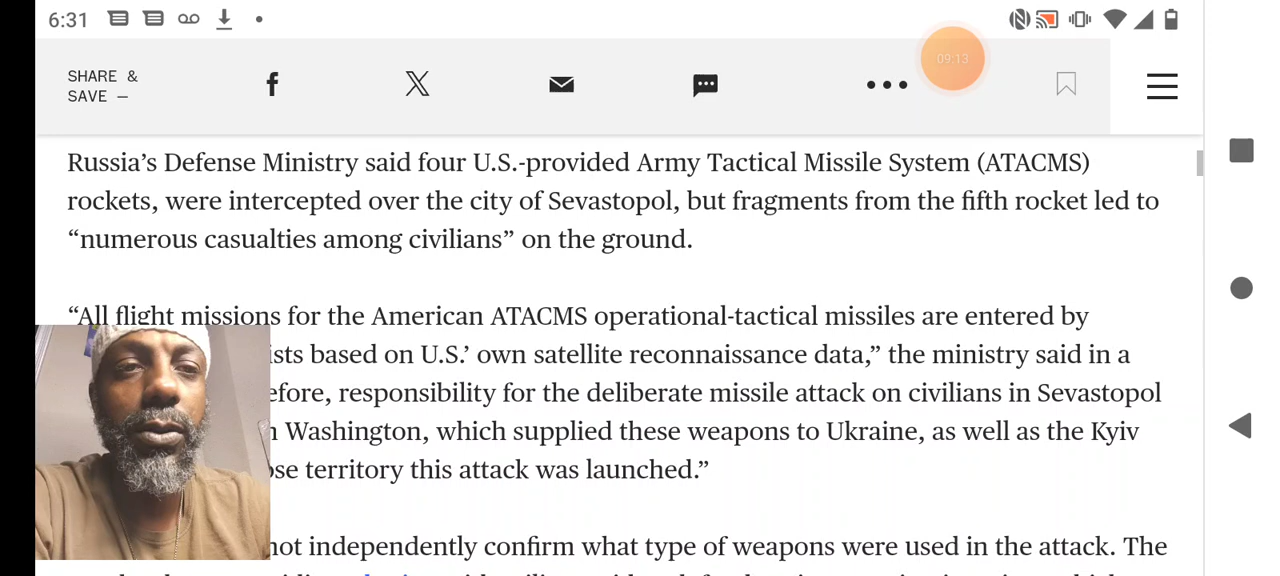 6:31
SHARE &
SAVE —
09:13
Russia’s Defense Ministry said four U.S.-provided Army Tactical Missile System (ATACMS)
rockets, were intercepted over the city of Sevastopol, but fragments from the fifth rocket led to
“numerous casualties among civilians” on the ground.
“All flight missions for the American ATACMS operational-tactical missiles are entered by
based on U.S.’ own satellite reconnaissance data,” the ministry said in a
responsibility for the deliberate missile attack on civilians in Sevastopol
Washington, which supplied these weapons to Ukraine, as well as the Kyiv
territory this attack was launched.”
not independently confirm what type of weapons were used in the attack. The